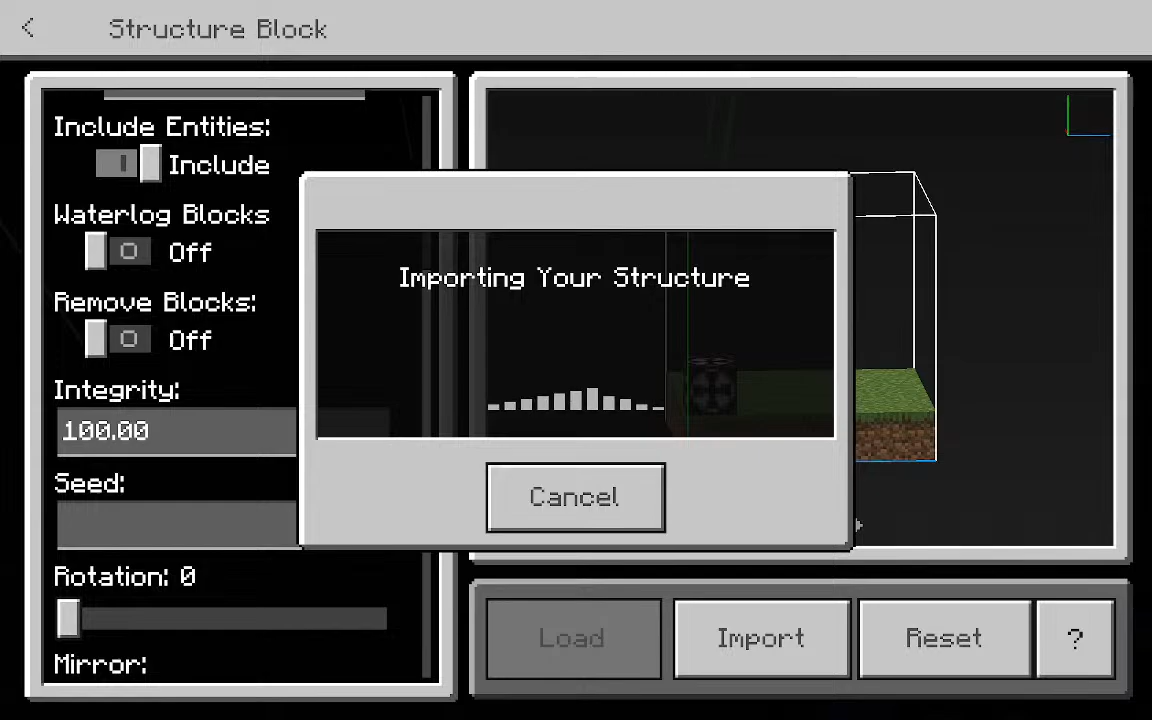 Structure Block
Include Entities:
Include
Waterlog Blocks
Off
Remove Blocks:
Off
Integrity:
100.00
Seed:
Rotation: 0
Mirror:
Importing Your Structure
Cancel
Load
Import
Reset
?